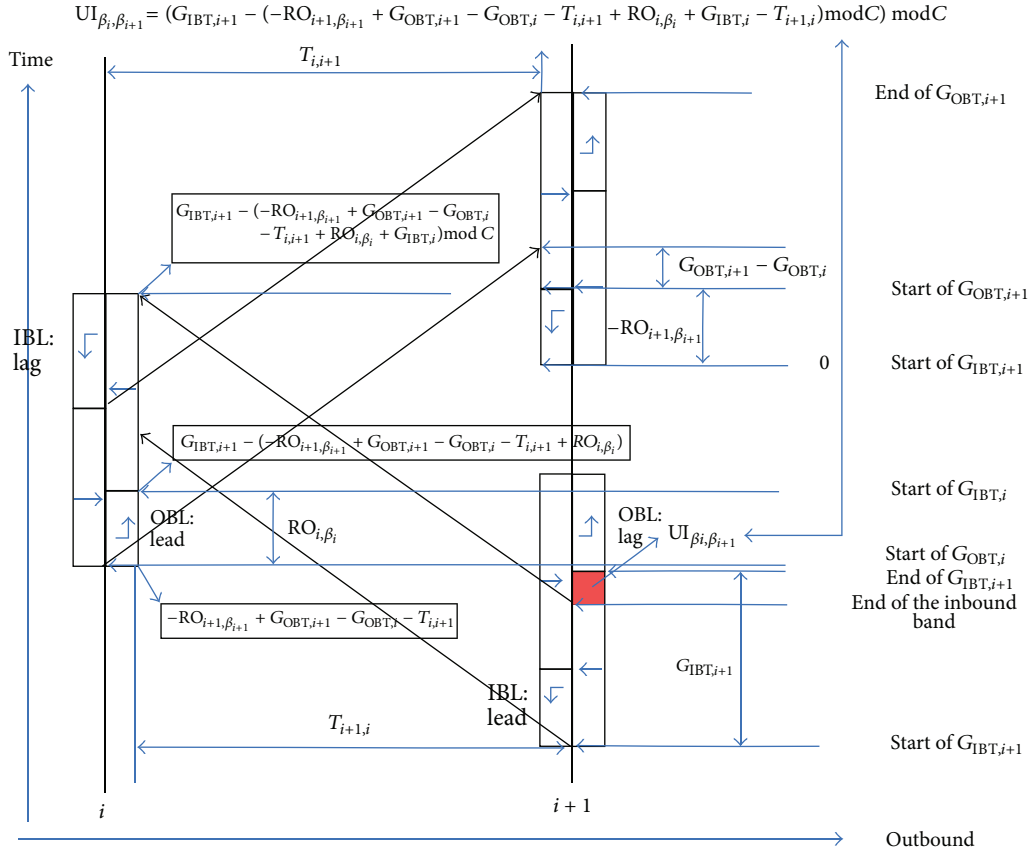 UI_{β_i,β_{i+1}} = (G_{IBT,i+1} − (−RO_{i+1,β_{i+1}} + G_{OBT,i+1} − G_{OBT,i} − T_{i,i+1} + RO_{i,β_i} + G_{IBT,i} − T_{i+1,i})modC) modC
T_{i,i+1}
Time
End of G_{OBT,i+1}
G_{IBT,i+1} − (−RO_{i+1,β_{i+1}} + G_{OBT,i+1} − G_{OBT,i}
−T_{i,i+1} + RO_{i,β_i} + G_{IBT,i})mod C
G_{OBT,i+1} − G_{OBT,i}
Start of G_{OBT,i+1}
−RO_{i+1,β_{i+1}}
IBL:
lag
0
Start of G_{IBT,i+1}
G_{IBT,i+1} − (−RO_{i+1,β_{i+1}} + G_{OBT,i+1} − G_{OBT,i} − T_{i,i+1} + RO_{i,β_i})
Start of G_{IBT,i}
OBL:
lead
RO_{i,β_i}
OBL:
lag
UI_{βi,β_{i+1}}
Start of G_{OBT,i}
End of G_{IBT,i+1}
End of the inbound
band
−RO_{i+1,β_{i+1}} + G_{OBT,i+1} − G_{OBT,i} − T_{i,i+1}
G_{IBT,i+1}
IBL:
lead
T_{i+1,i}
Start of G_{IBT,i+1}
i
i + 1
Outbound